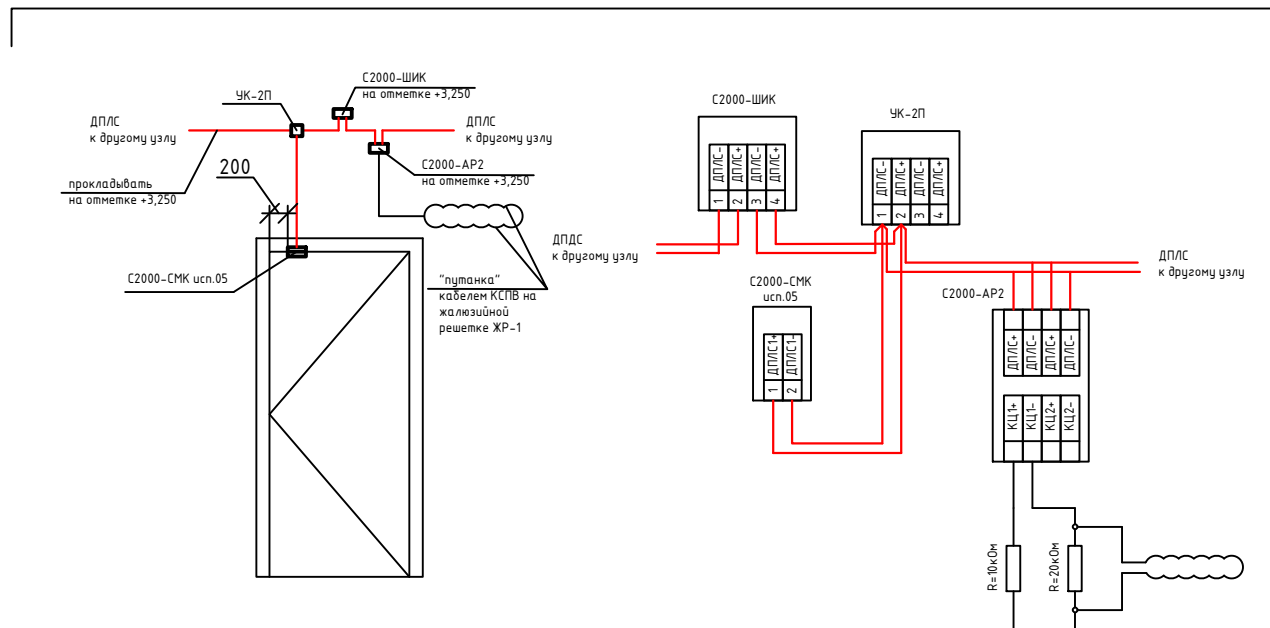 С2000-ШИК
на отметке +3,250
УК-2П
ДПЛС
к другому узлу
ДПЛС
к другому узлу
С2000-АР2
на отметке +3,250
прокладывать
на отметке +3,250
200
С2000-СМК исп.05
"путанка"
кабелем КСПВ на
жалюзийной
решетке ЖР-1
С2000-ШИК
ДПЛС-
ДПЛС+
ДПЛС-
ДПЛС+
1
2
3
4
УК-2П
ДПЛС-
ДПЛС+
ДПЛС-
ДПЛС+
1
2
3
4
ДПДС
к другому узлу
ДПЛС
к другому узлу
С2000-СМК
исп.05
ДПЛС1+
ДПЛС1-
1
2
С2000-АР2
ДПЛС+
ДПЛС-
ДПЛС+
ДПЛС-
КЦ1+
КЦ1-
КЦ2+
КЦ2-
R=10кОм
R=20кОм